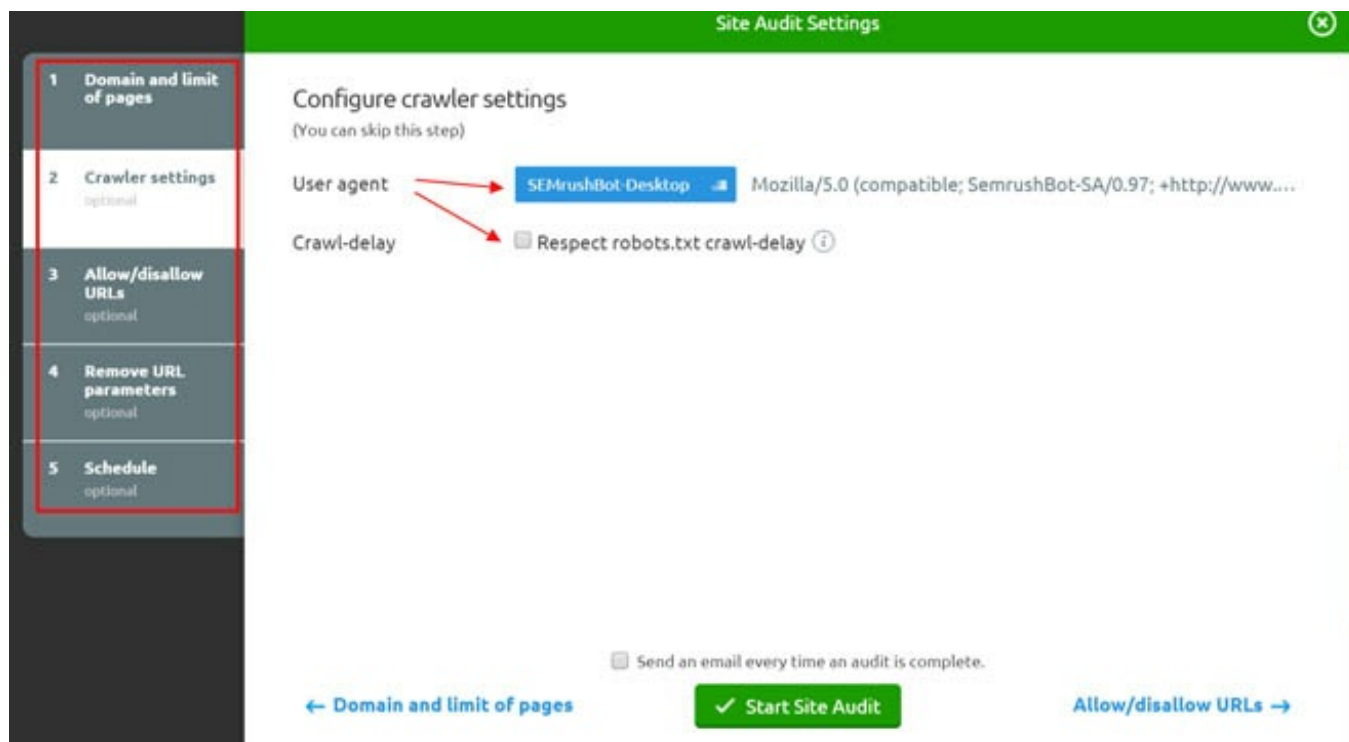 Site Audit Settings
1 Domain and limit
of pages
2 Crawler settings
optional
3 Allow/disallow
URLs
optional
4 Remove URL
parameters
optional
5 Schedule
optional
Configure crawler settings
(You can skip this step)
User agent SEMrushBot-Desktop Mozilla/5.0 (compatible; SemrushBot-SA/0.97; +http://www....
Crawl-delay Respect robots.txt crawl-delay i
Send an email every time an audit is complete.
← Domain and limit of pages ✓ Start Site Audit Allow/disallow URLs →